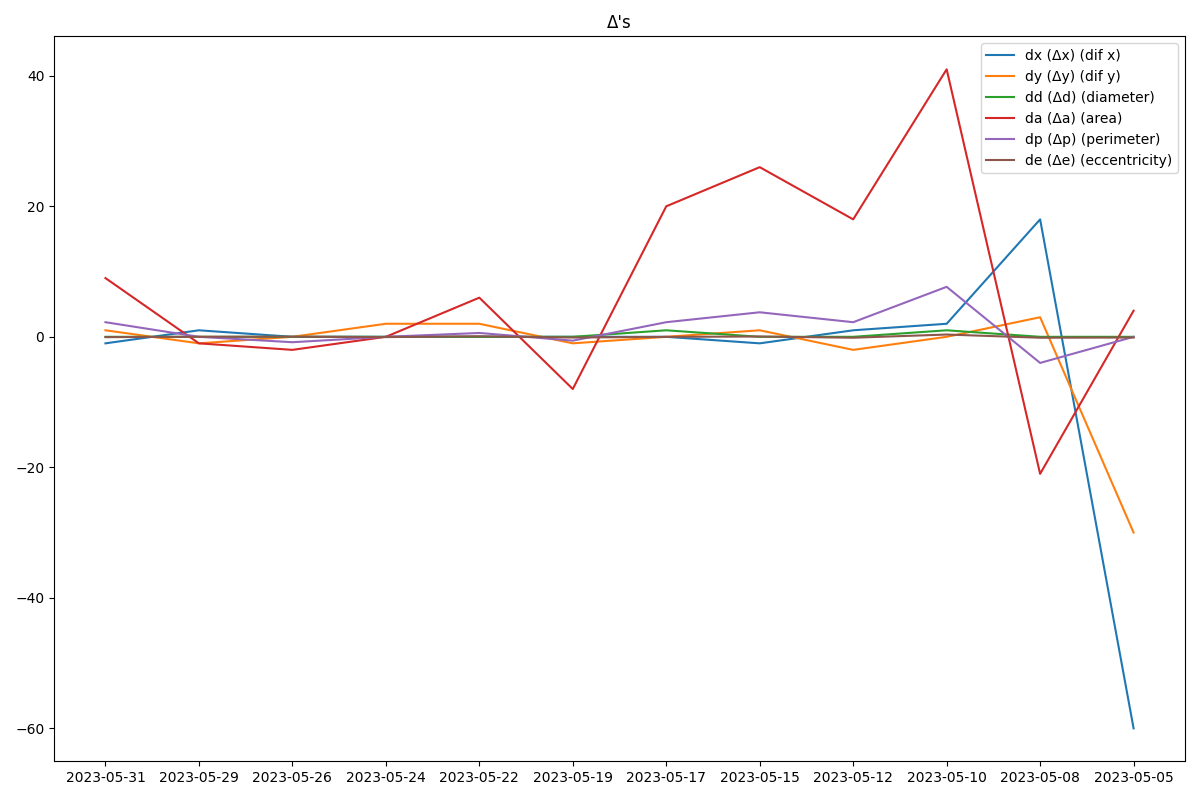 Δ's
dx (Δx) (dif x)
dy (Δy) (dif y)
dd (Δd) (diameter)
da (Δa) (area)
dp (Δp) (perimeter)
de (Δe) (eccentricity)
40
20
0
−20
−40
−60
2023-05-31 2023-05-29 2023-05-26 2023-05-24 2023-05-22 2023-05-19 2023-05-17 2023-05-15 2023-05-12 2023-05-10 2023-05-08 2023-05-05